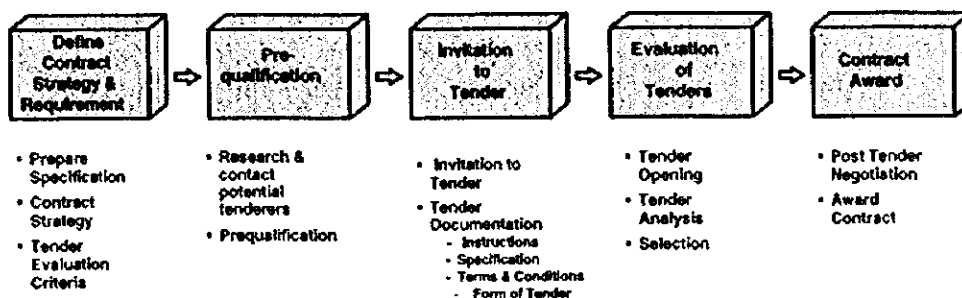 Define
Contract
Strategy &
Requirement
Pre-
qualification
Invitation
to
Tender
Evaluation
of
Tenders
Contract
Award
• Prepare
Specification
• Contract
Strategy
• Tender
Evaluation
Criteria
• Research &
contact
potential
tenderers
• Prequalification
• Invitation to
Tender
• Tender
Documentation
- Instructions
- Specification
- Terms & Conditions
- Form of Tender
• Tender
Opening
• Tender
Analysis
• Selection
• Post Tender
Negotiation
• Award
Contract